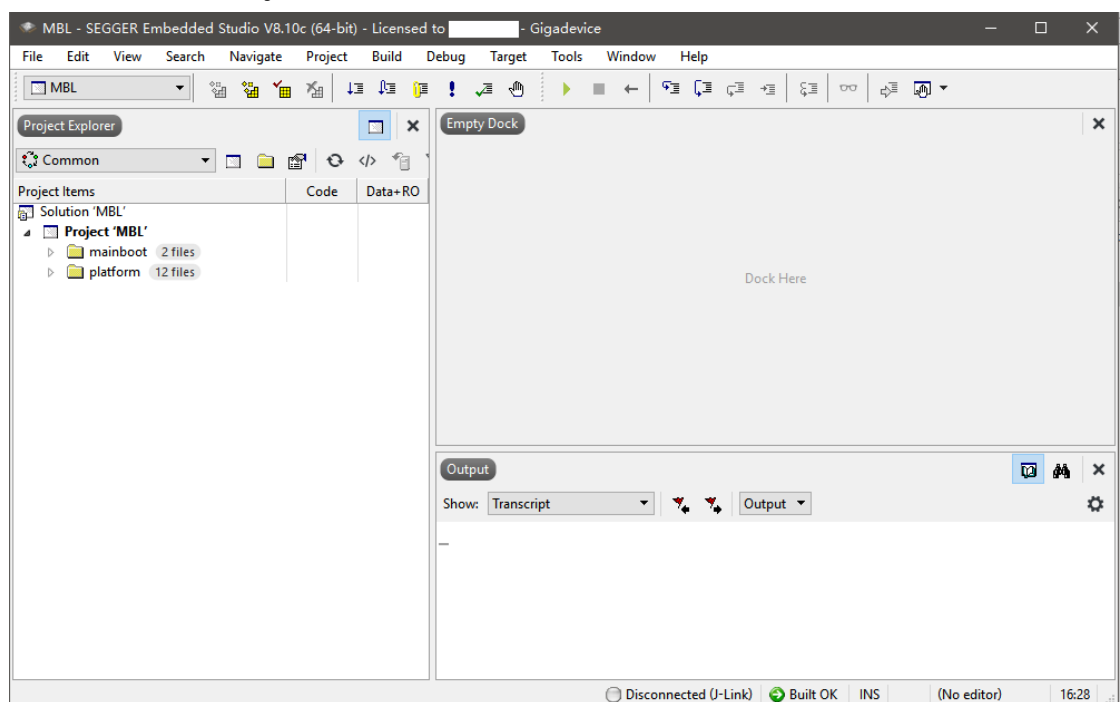 MBL - SEGGER Embedded Studio V8.10c (64-bit) - Licensed to - Gigadevice
File Edit View Search Navigate Project Build Debug Target Tools Window Help
MBL
Project Explorer
Empty Dock
Common
Project Items Code Data+RO
Solution 'MBL'
Project 'MBL'
mainboot 2 files
platform 12 files
Dock Here
Output
Show: Transcript Output
Disconnected (J-Link) Built OK INS (No editor) 16:28